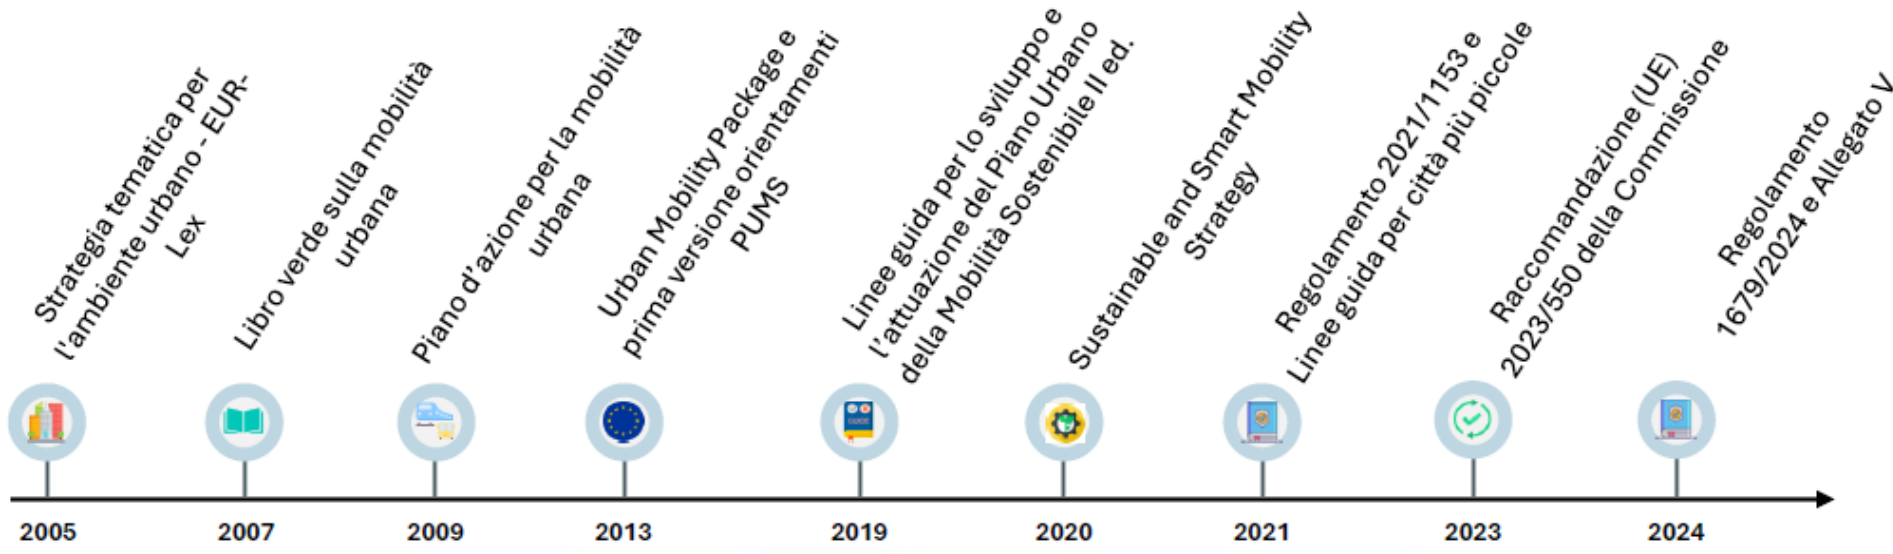 Strategia tematica per
l'ambiente urbano - EUR-
Lex
Libro verde sulla mobilità
urbana
Piano d'azione per la mobilità
urbana
Urban Mobility Package e
prima versione orientamenti
PUMS
Linee guida per lo sviluppo e
l'attuazione del Piano Urbano
della Mobilità Sostenibile II ed.
Sustainable and Smart Mobility
Strategy
Regolamento 2021/1153 e
Linee guida per città più piccole
Raccomandazione (UE)
2023/550 della Commissione
Regolamento
1679/2024 e Allegato V
2005
2007
2009
2013
2019
2020
2021
2023
2024